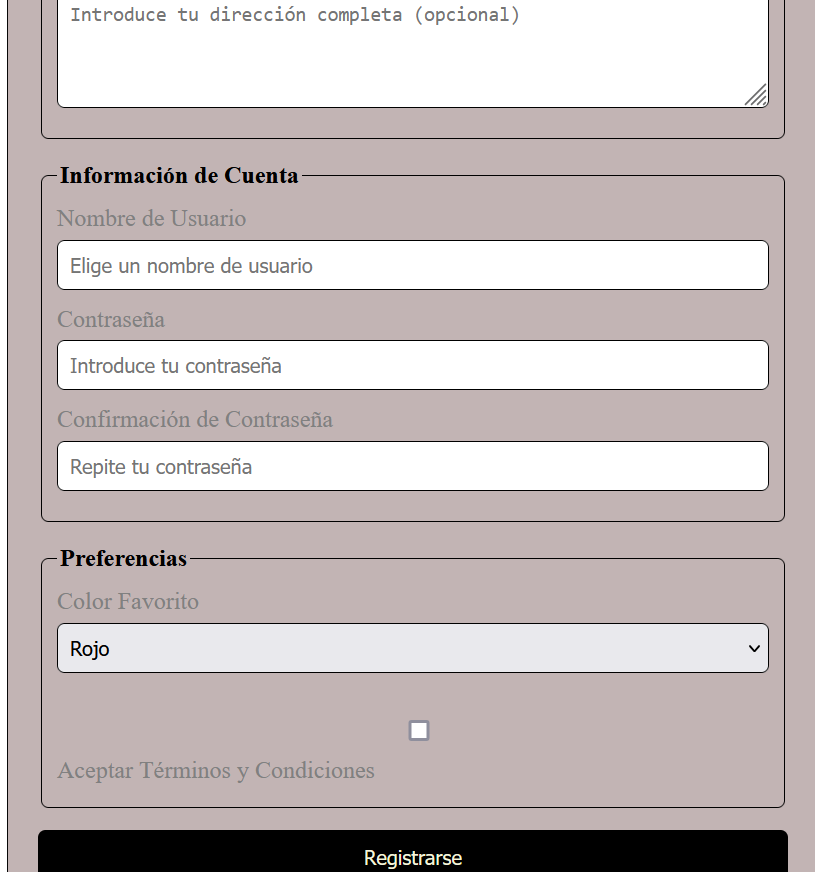 Introduce tu dirección completa (opcional)
Información de Cuenta
Nombre de Usuario
Elige un nombre de usuario
Contraseña
Introduce tu contraseña
Confirmación de Contraseña
Repite tu contraseña
Preferencias
Color Favorito
Rojo
Aceptar Términos y Condiciones
Registrarse